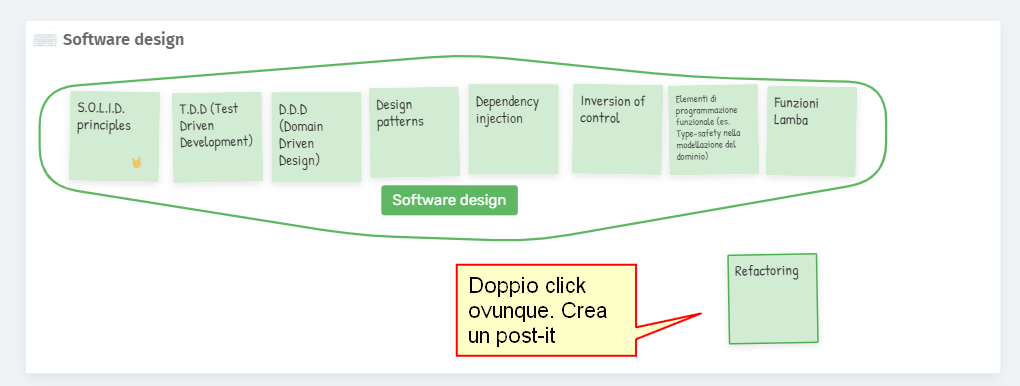 Software design
S.O.L.I.D.
principles
T.D.D (Test
Driven
Development)
D.D.D
(Domain
Driven
Design)
Design
patterns
Dependency
injection
Inversion of
control
Elementi di
programmazione
funzionale (es.
Type-safety nella
modellazione del
dominio)
Funzioni
Lamba
Software design
Doppio click
ovunque. Crea
un post-it
Refactoring